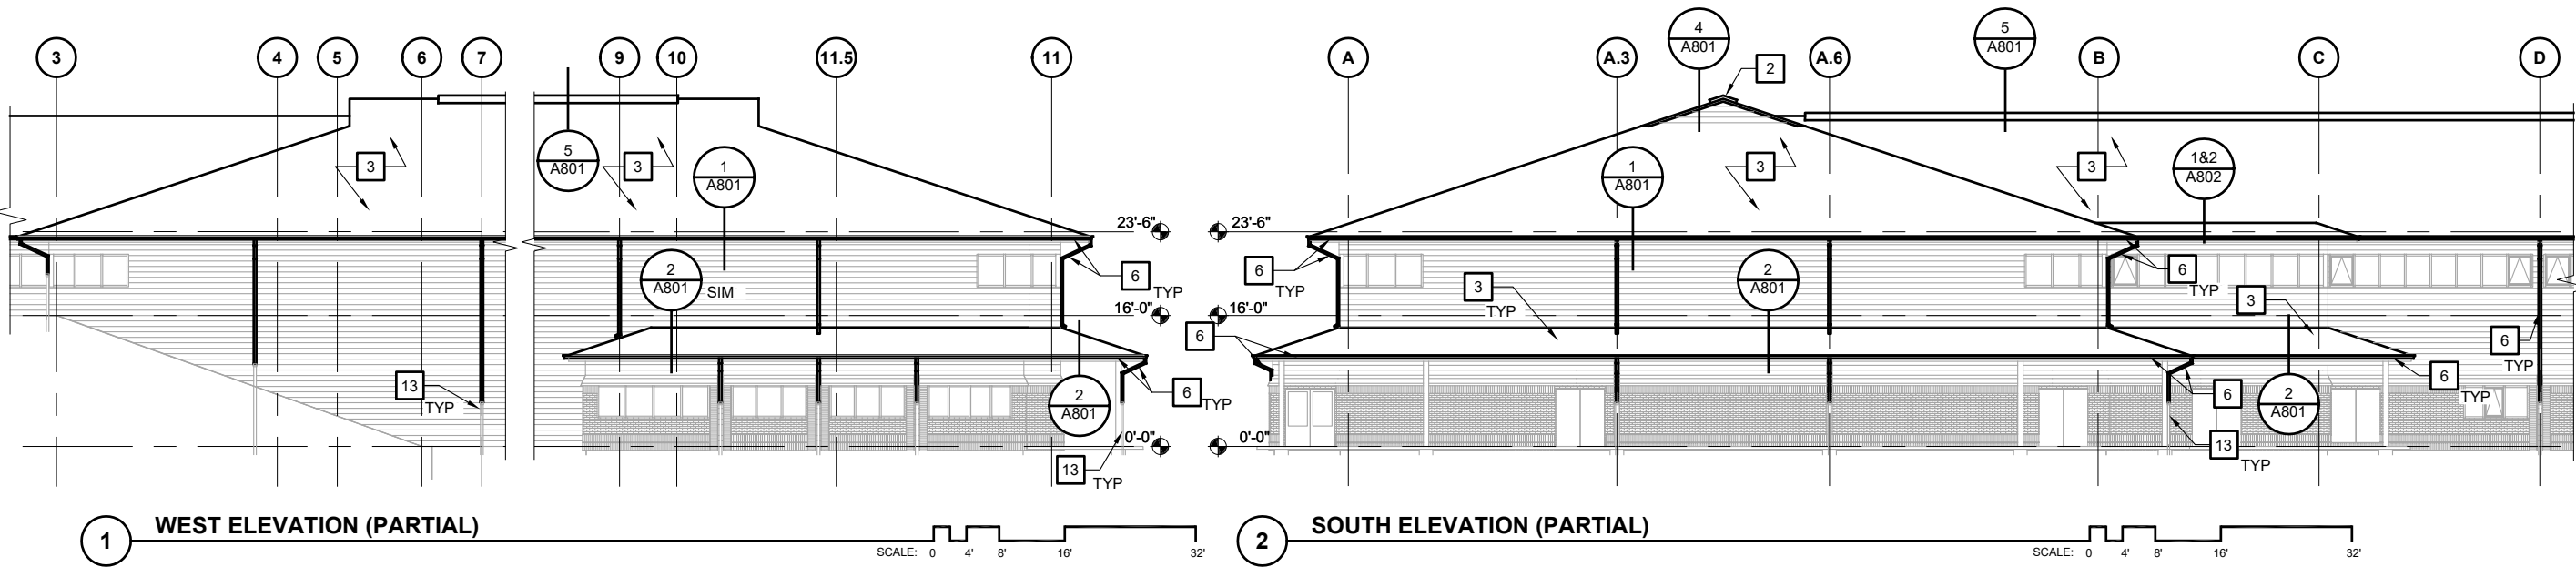 3 4 5 6 7 9 10 11.5 11 A A.3 4 A801 A.6 B 5 A801 C D
2
3 5 A801 3 1 A801 1 A801 3 3 1&2 A802
23'-6" 23'-6"
2 A801 SIM 6 TYP 6 TYP 3 TYP 2 A801 6 TYP 3
16'-0" 16'-0"
6 6 TYP
13 TYP 2 A801 6 TYP 6 2 A801 6 TYP
0'-0" 0'-0"
13 TYP 13 TYP
1 WEST ELEVATION (PARTIAL)
SCALE: 0 4' 8' 16' 32'
2 SOUTH ELEVATION (PARTIAL)
SCALE: 0 4' 8' 16' 32'